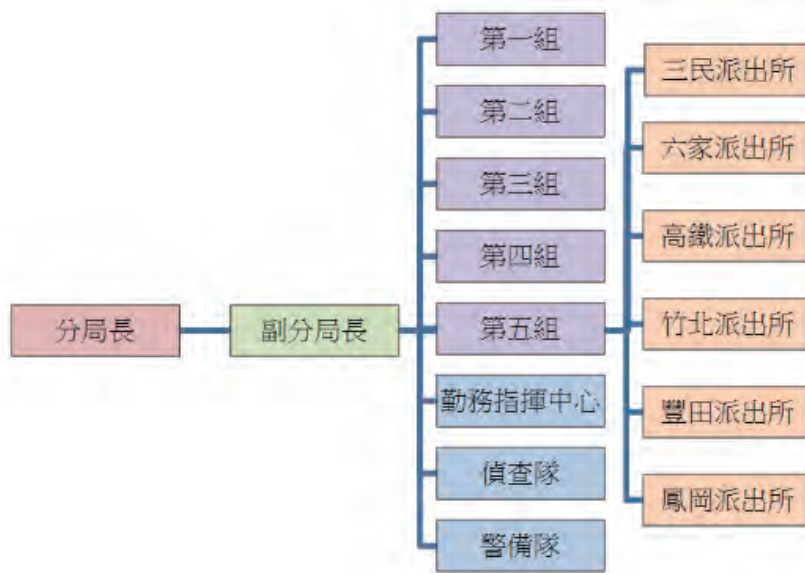 分局長
副分局長
第一組
第二組
第三組
第四組
第五組
勤務指揮中心
偵查隊
警備隊
三民派出所
六家派出所
高鐵派出所
竹北派出所
豐田派出所
鳳岡派出所